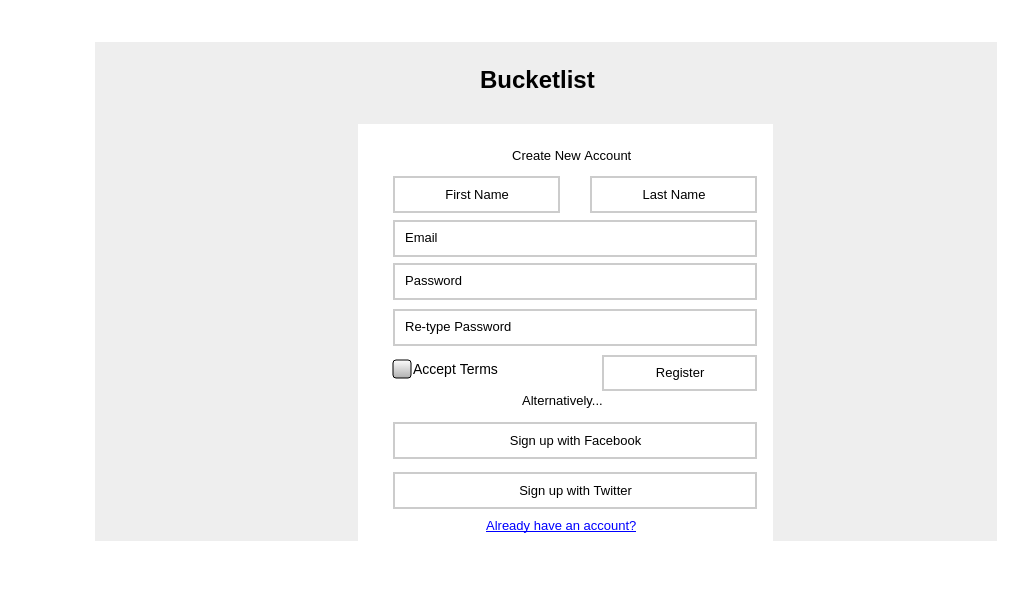 Bucketlist
Create New Account
First Name Last Name
Email
Password
Re-type Password
Accept Terms Register
Alternatively...
Sign up with Facebook
Sign up with Twitter
Already have an account?